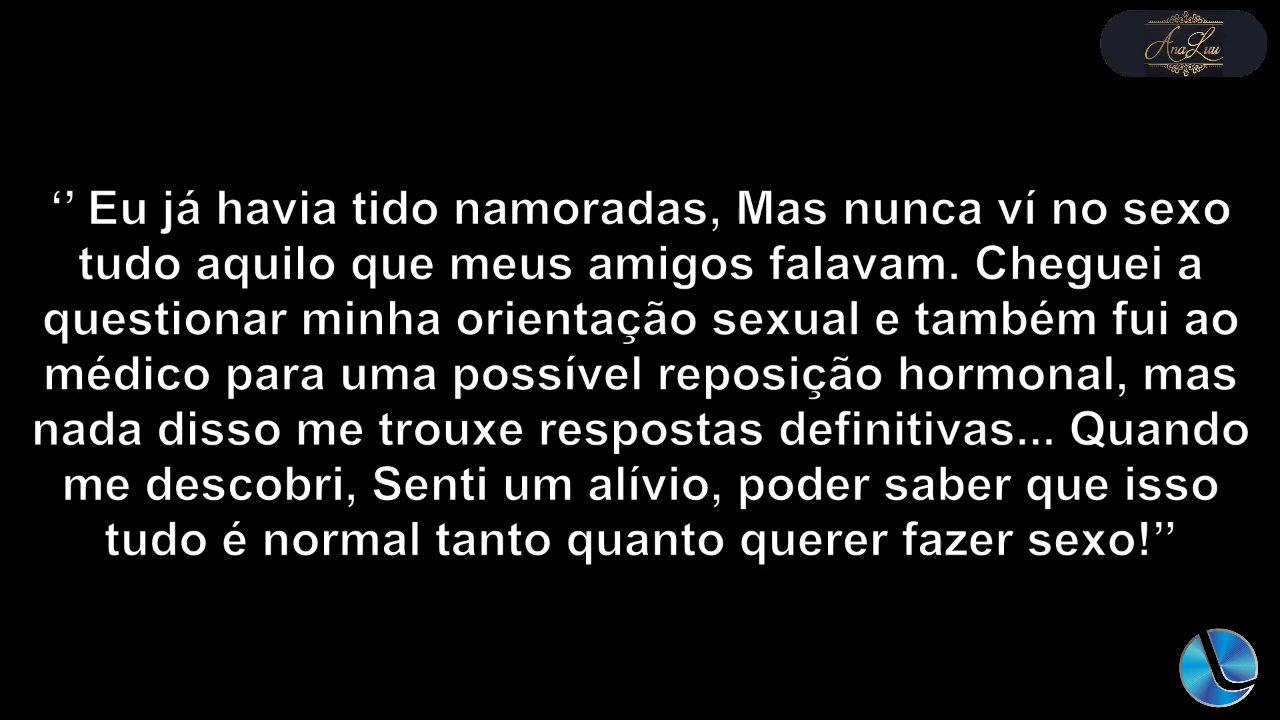 AnaLuu
‘’ Eu já havia tido namoradas, Mas nunca ví no sexo
tudo aquilo que meus amigos falavam. Cheguei a
questionar minha orientação sexual e também fui ao
médico para uma possível reposição hormonal, mas
nada disso me trouxe respostas definitivas... Quando
me descobri, Senti um alívio, poder saber que isso
tudo é normal tanto quanto querer fazer sexo!’’